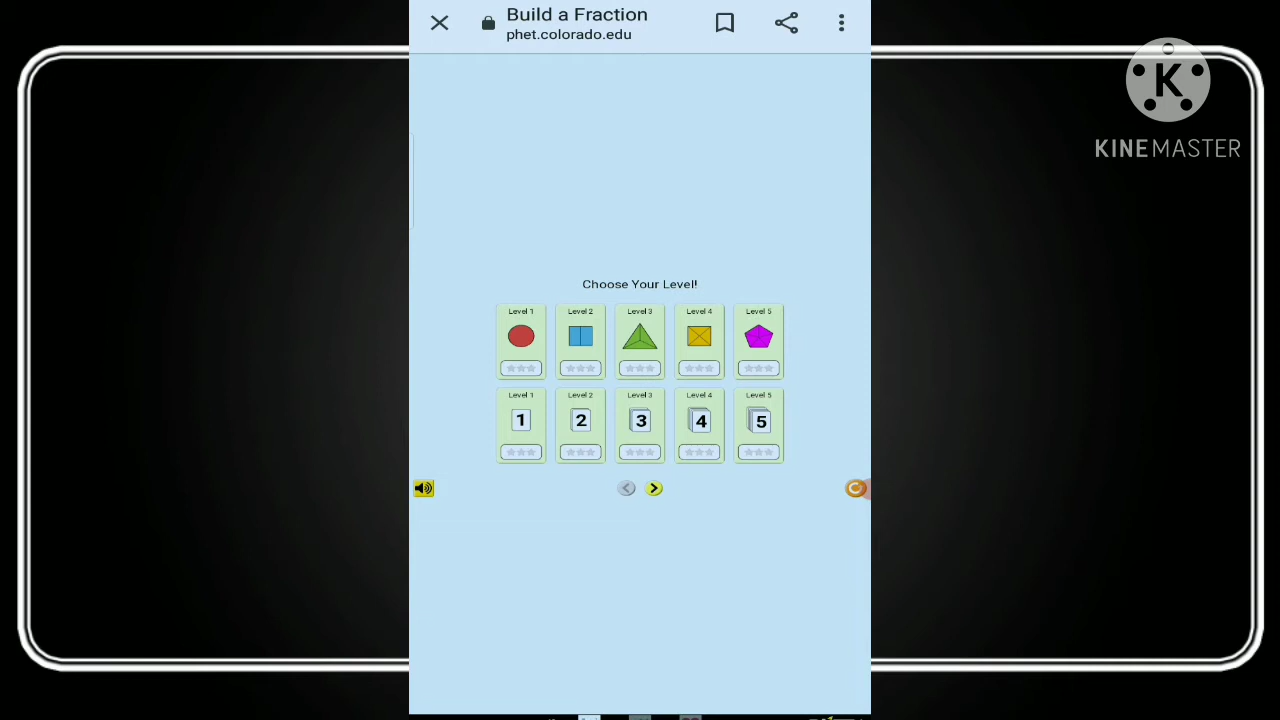 Build a Fraction
phet.colorado.edu
K
KINEMASTER
Choose Your Level!
Level 1 Level 2 Level 3 Level 4 Level 5
Level 1 Level 2 Level 3 Level 4 Level 5
1 2 3 4 5